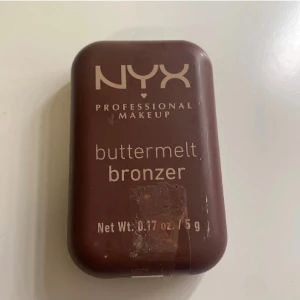 NYX
PROFESSIONAL
MAKEUP
buttermelt
bronzer
Net Wt. 0.17 oz. / 5 g